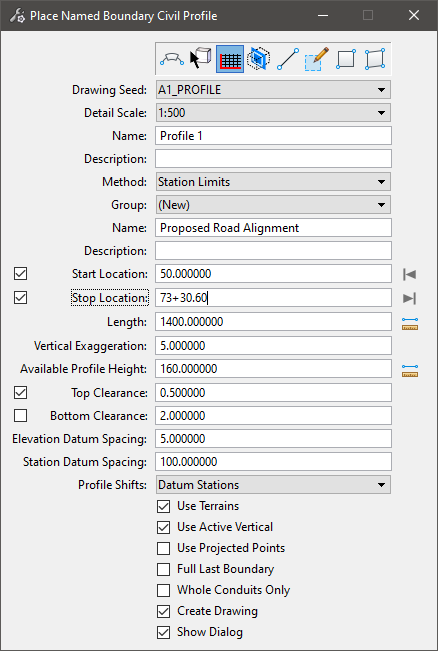 Place Named Boundary Civil Profile
Drawing Seed: A1_PROFILE
Detail Scale: 1:500
Name: Profile 1
Description:
Method: Station Limits
Group: (New)
Name: Proposed Road Alignment
Description:
Start Location: 50.000000
Stop Location: 73+30.60
Length: 1400.000000
Vertical Exaggeration: 5.000000
Available Profile Height: 160.000000
Top Clearance: 0.500000
Bottom Clearance: 2.000000
Elevation Datum Spacing: 5.000000
Station Datum Spacing: 100.000000
Profile Shifts: Datum Stations
Use Terrains
Use Active Vertical
Use Projected Points
Full Last Boundary
Whole Conduits Only
Create Drawing
Show Dialog